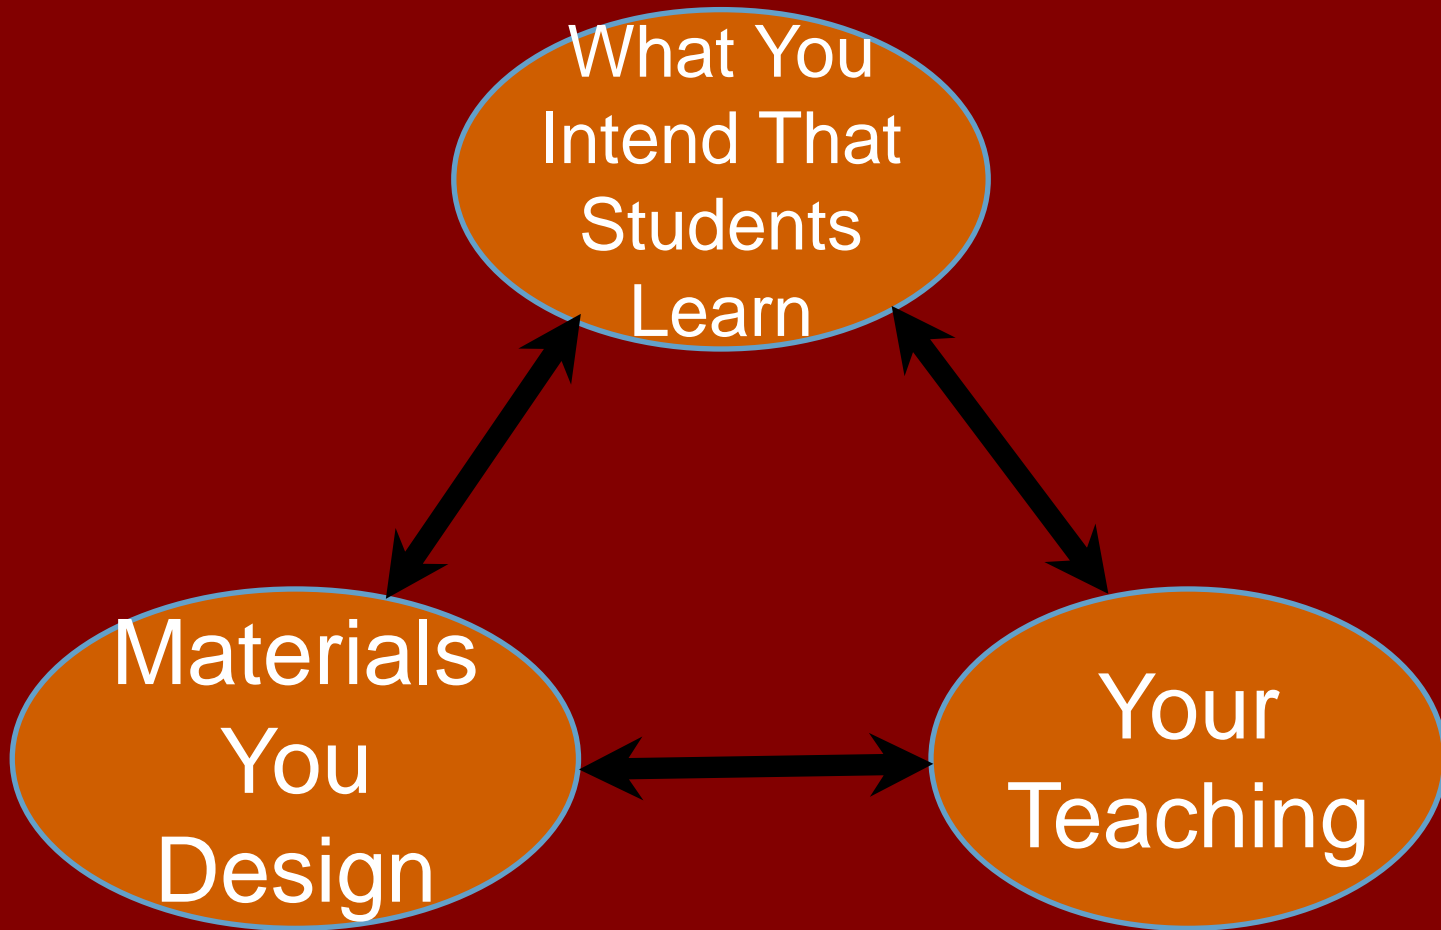 What You
Intend That
Students
Learn
Materials
You
Design
Your
Teaching